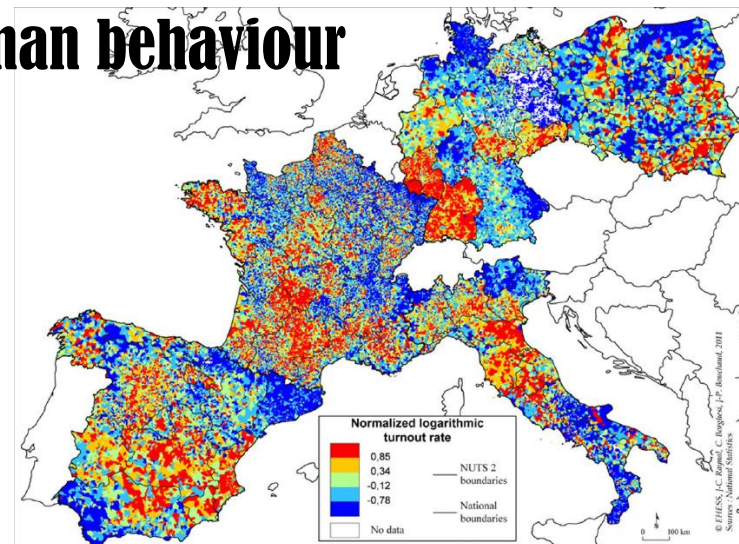 man behaviour
Normalized logarithmic
turnout rate
0,85
0,34
-0,12
-0,78
No data
NUTS 2
boundaries
National
boundaries
N
0 100 km
© EHESS, J-C. Raynal, C. Borghesi, J-P. Bouchaud, 2011
Sources : National Statistics